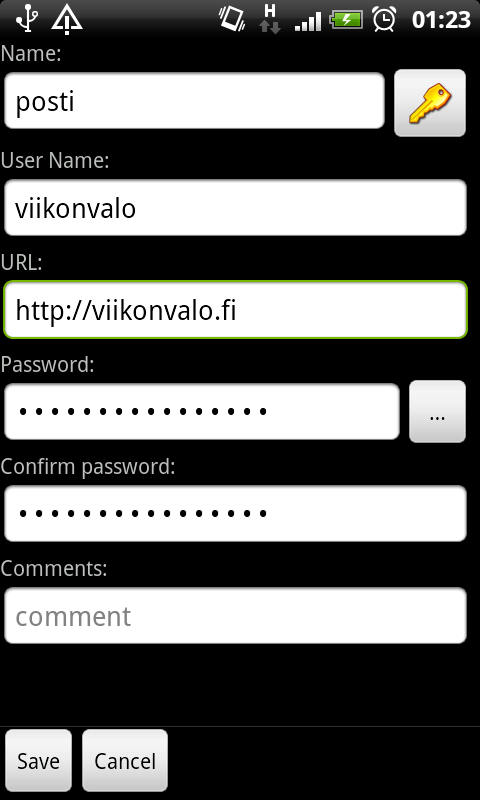 H 01:23
Name:
posti
User Name:
viikonvalo
URL:
http://viikonvalo.fi
Password:
••••••••••••••••
...
Confirm password:
••••••••••••••••
Comments:
comment
Save Cancel